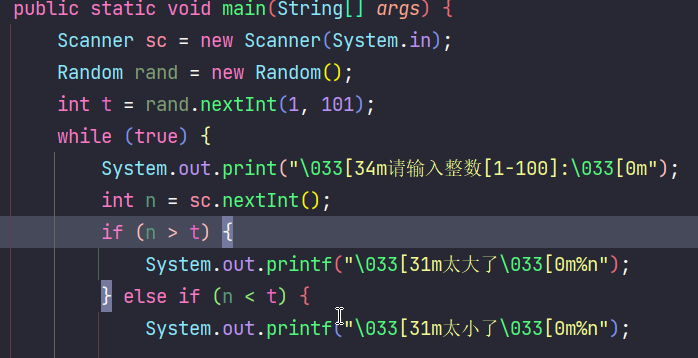 public static void main(String[] args) {
Scanner sc = new Scanner(System.in);
Random rand = new Random();
int t = rand.nextInt(1, 101);
while (true) {
System.out.print("\033[34m请输入整数[1-100]:\033[0m");
int n = sc.nextInt();
if (n > t) {
System.out.printf("\033[31m太大了\033[0m%n");
} else if (n < t) {
System.out.printf("\033[31m太小了\033[0m%n");